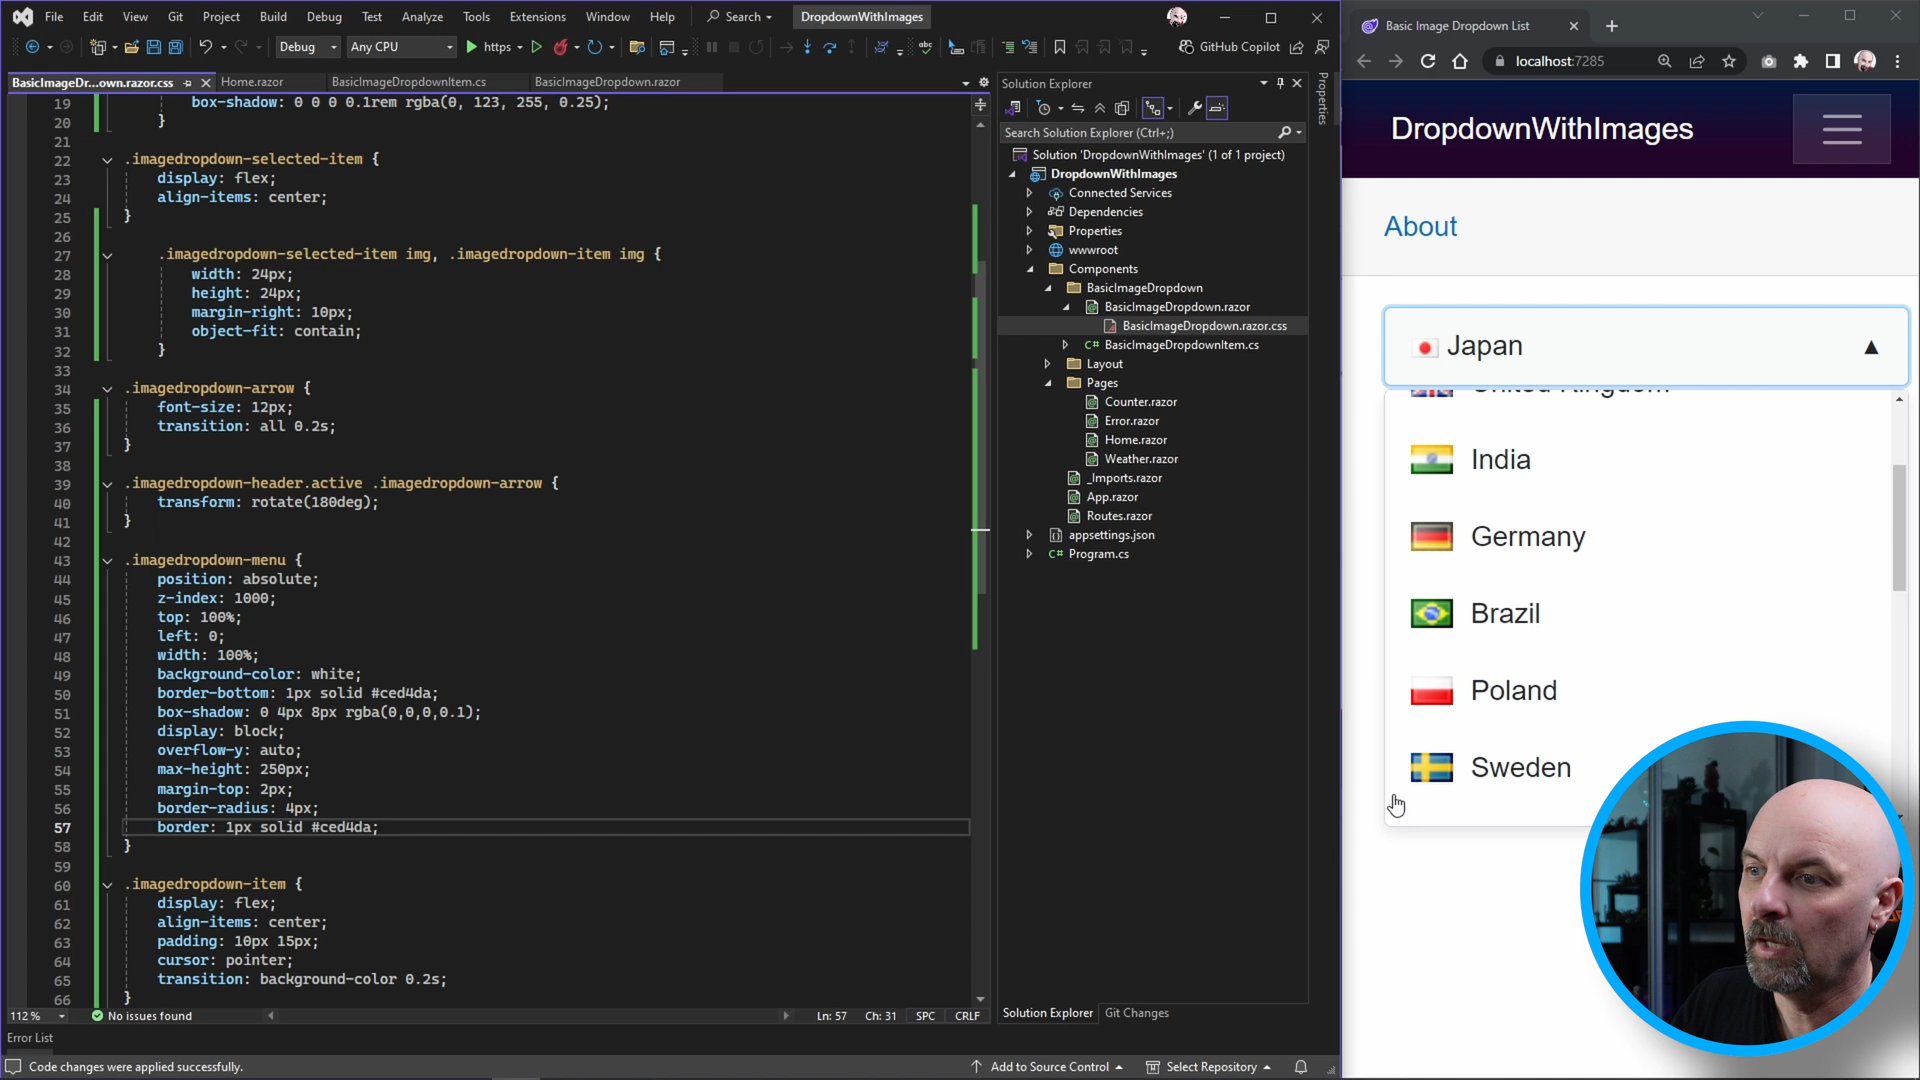 File Edit View Git Project Build Debug Test Analyze Tools Extensions Window Help Search DropdownWithImages
Debug Any CPU https GitHub Copilot
BasicImageDr...own.razor.css Home.razor BasicImageDropdownItem.cs BasicImageDropdown.razor
19 box-shadow: 0 0 0 0.1rem rgba(0, 123, 255, 0.25);
20 }
21
22 .imagedropdown-selected-item {
23 display: flex;
24 align-items: center;
25 }
26
27 .imagedropdown-selected-item img, .imagedropdown-item img {
28 width: 24px;
29 height: 24px;
30 margin-right: 10px;
31 object-fit: contain;
32 }
33
34 .imagedropdown-arrow {
35 font-size: 12px;
36 transition: all 0.2s;
37 }
38
39 .imagedropdown-header.active .imagedropdown-arrow {
40 transform: rotate(180deg);
41 }
42
43 .imagedropdown-menu {
44 position: absolute;
45 z-index: 1000;
46 top: 100%;
47 left: 0;
48 width: 100%;
49 background-color: white;
50 border-bottom: 1px solid #ced4da;
51 box-shadow: 0 4px 8px rgba(0,0,0,0.1);
52 display: block;
53 overflow-y: auto;
54 max-height: 250px;
55 margin-top: 2px;
56 border-radius: 4px;
57 border: 1px solid #ced4da;
58 }
59
60 .imagedropdown-item {
61 display: flex;
62 align-items: center;
63 padding: 10px 15px;
64 cursor: pointer;
65 transition: background-color 0.2s;
66 }
112 % No issues found Ln: 57 Ch: 31 SPC CRLF
Error List
Code changes were applied successfully. Add to Source Control Select Repository
Solution Explorer
Search Solution Explorer (Ctrl+;)
Solution 'DropdownWithImages' (1 of 1 project)
DropdownWithImages
Connected Services
Dependencies
Properties
wwwroot
Components
BasicImageDropdown
BasicImageDropdown.razor
BasicImageDropdown.razor.css
C# BasicImageDropdownItem.cs
Layout
Pages
Counter.razor
Error.razor
Home.razor
Weather.razor
_Imports.razor
App.razor
Routes.razor
appsettings.json
C# Program.cs
Solution Explorer Git Changes
Properties
Basic Image Dropdown List
localhost:7285
DropdownWithImages
About
Japan
United Kingdom
India
Germany
Brazil
Poland
Sweden